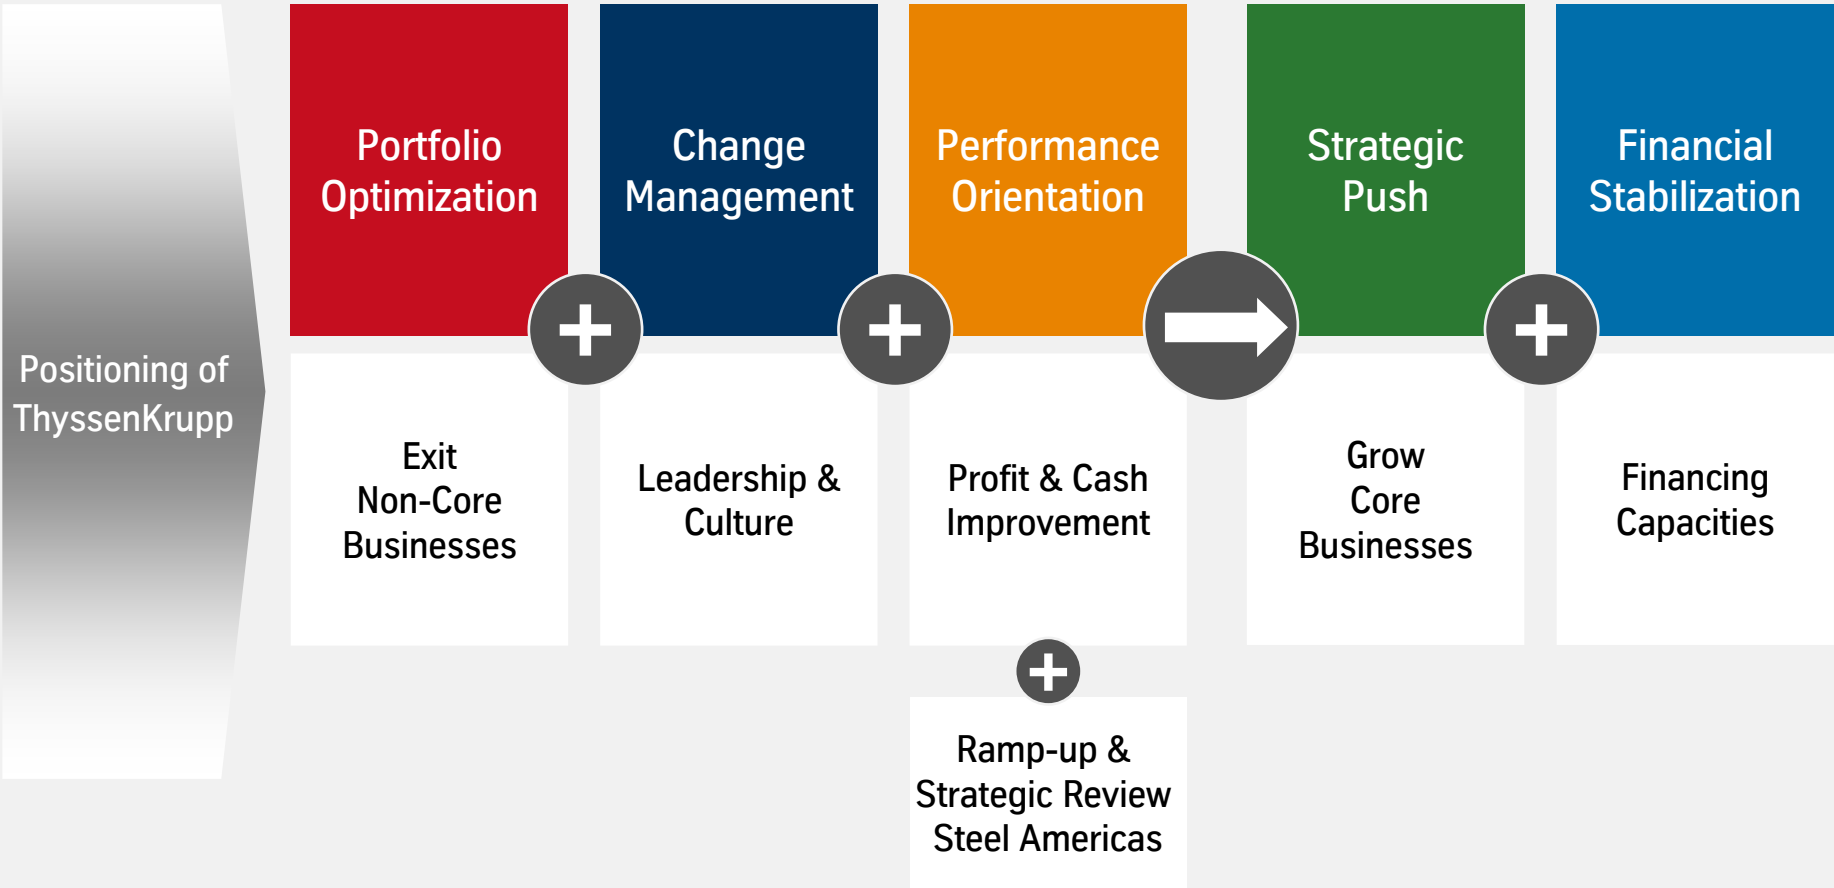 Positioning of
ThyssenKrupp
Portfolio
Optimization
Change
Management
Performance
Orientation
Strategic
Push
Financial
Stabilization
Exit
Non-Core
Businesses
Leadership &
Culture
Profit & Cash
Improvement
Grow
Core
Businesses
Financing
Capacities
Ramp-up &
Strategic Review
Steel Americas